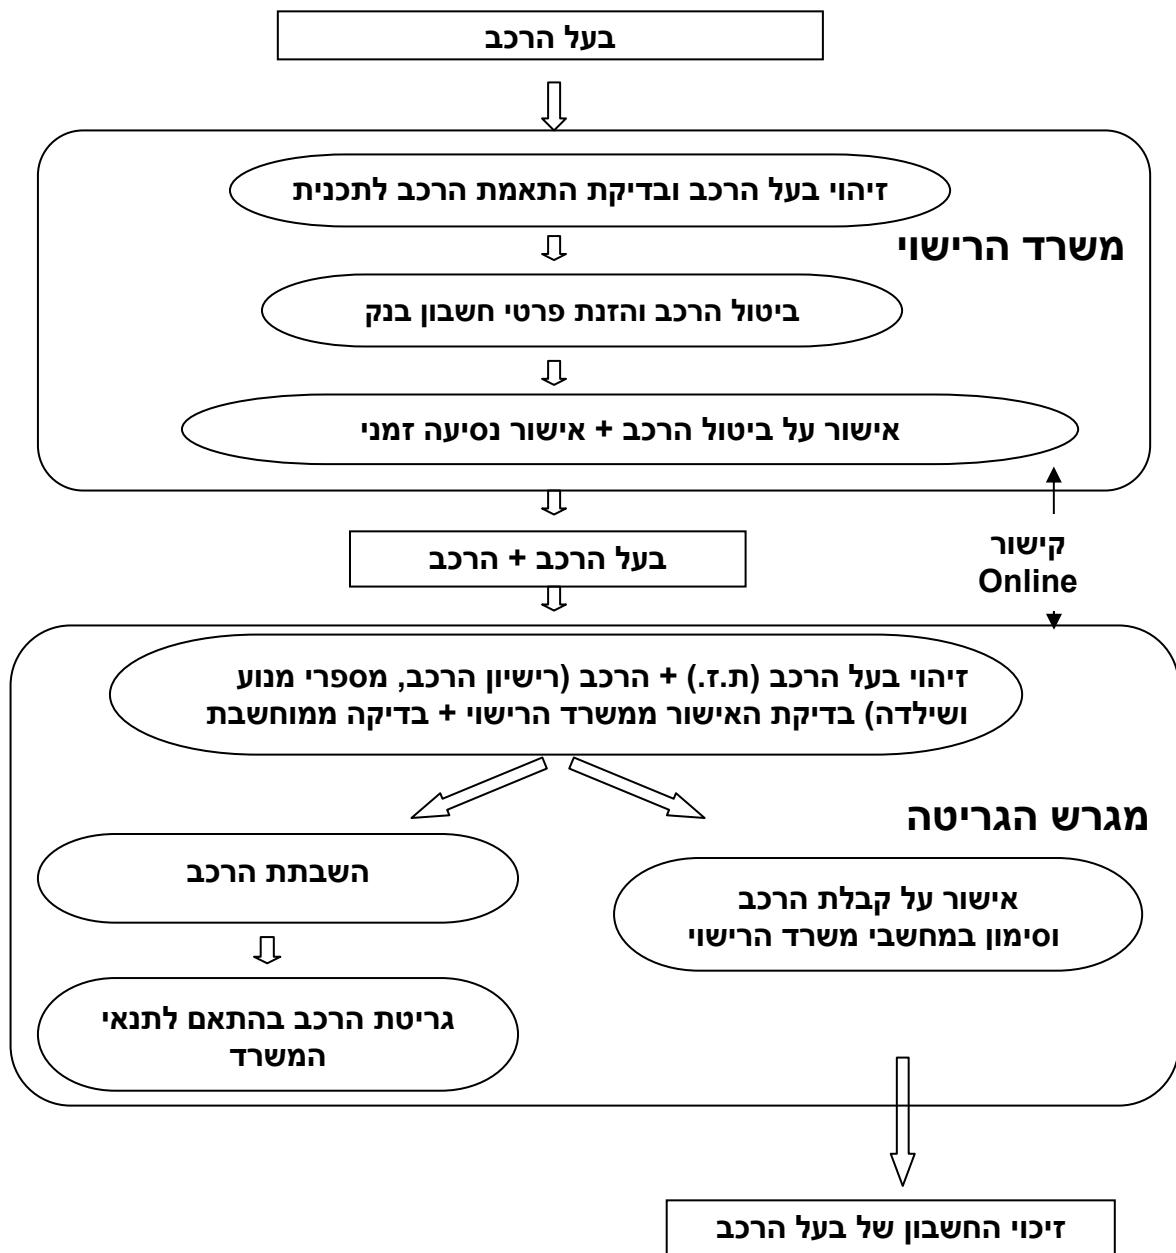 בעל הרכב
זיהוי בעל הרכב ובדיקת התאמת הרכב לתכנית
משרד הרישוי
ביטול הרכב והזנת פרטי חשבון בנק
אישור על ביטול הרכב + אישור נסיעה זמני
קישור
Online
בעל הרכב + הרכב
זיהוי בעל הרכב (ת.ז.) + הרכב (רישיון הרכב, מספרי מנוע
ושילדה) בדיקת האישור ממשרד הרישוי + בדיקה ממוחשבת
מגרש הגריטה
השבתת הרכב
אישור על קבלת הרכב
וסימון במחשבי משרד הרישוי
גריטת הרכב בהתאם לתנאי
המשרד
זיכוי החשבון של בעל הרכב